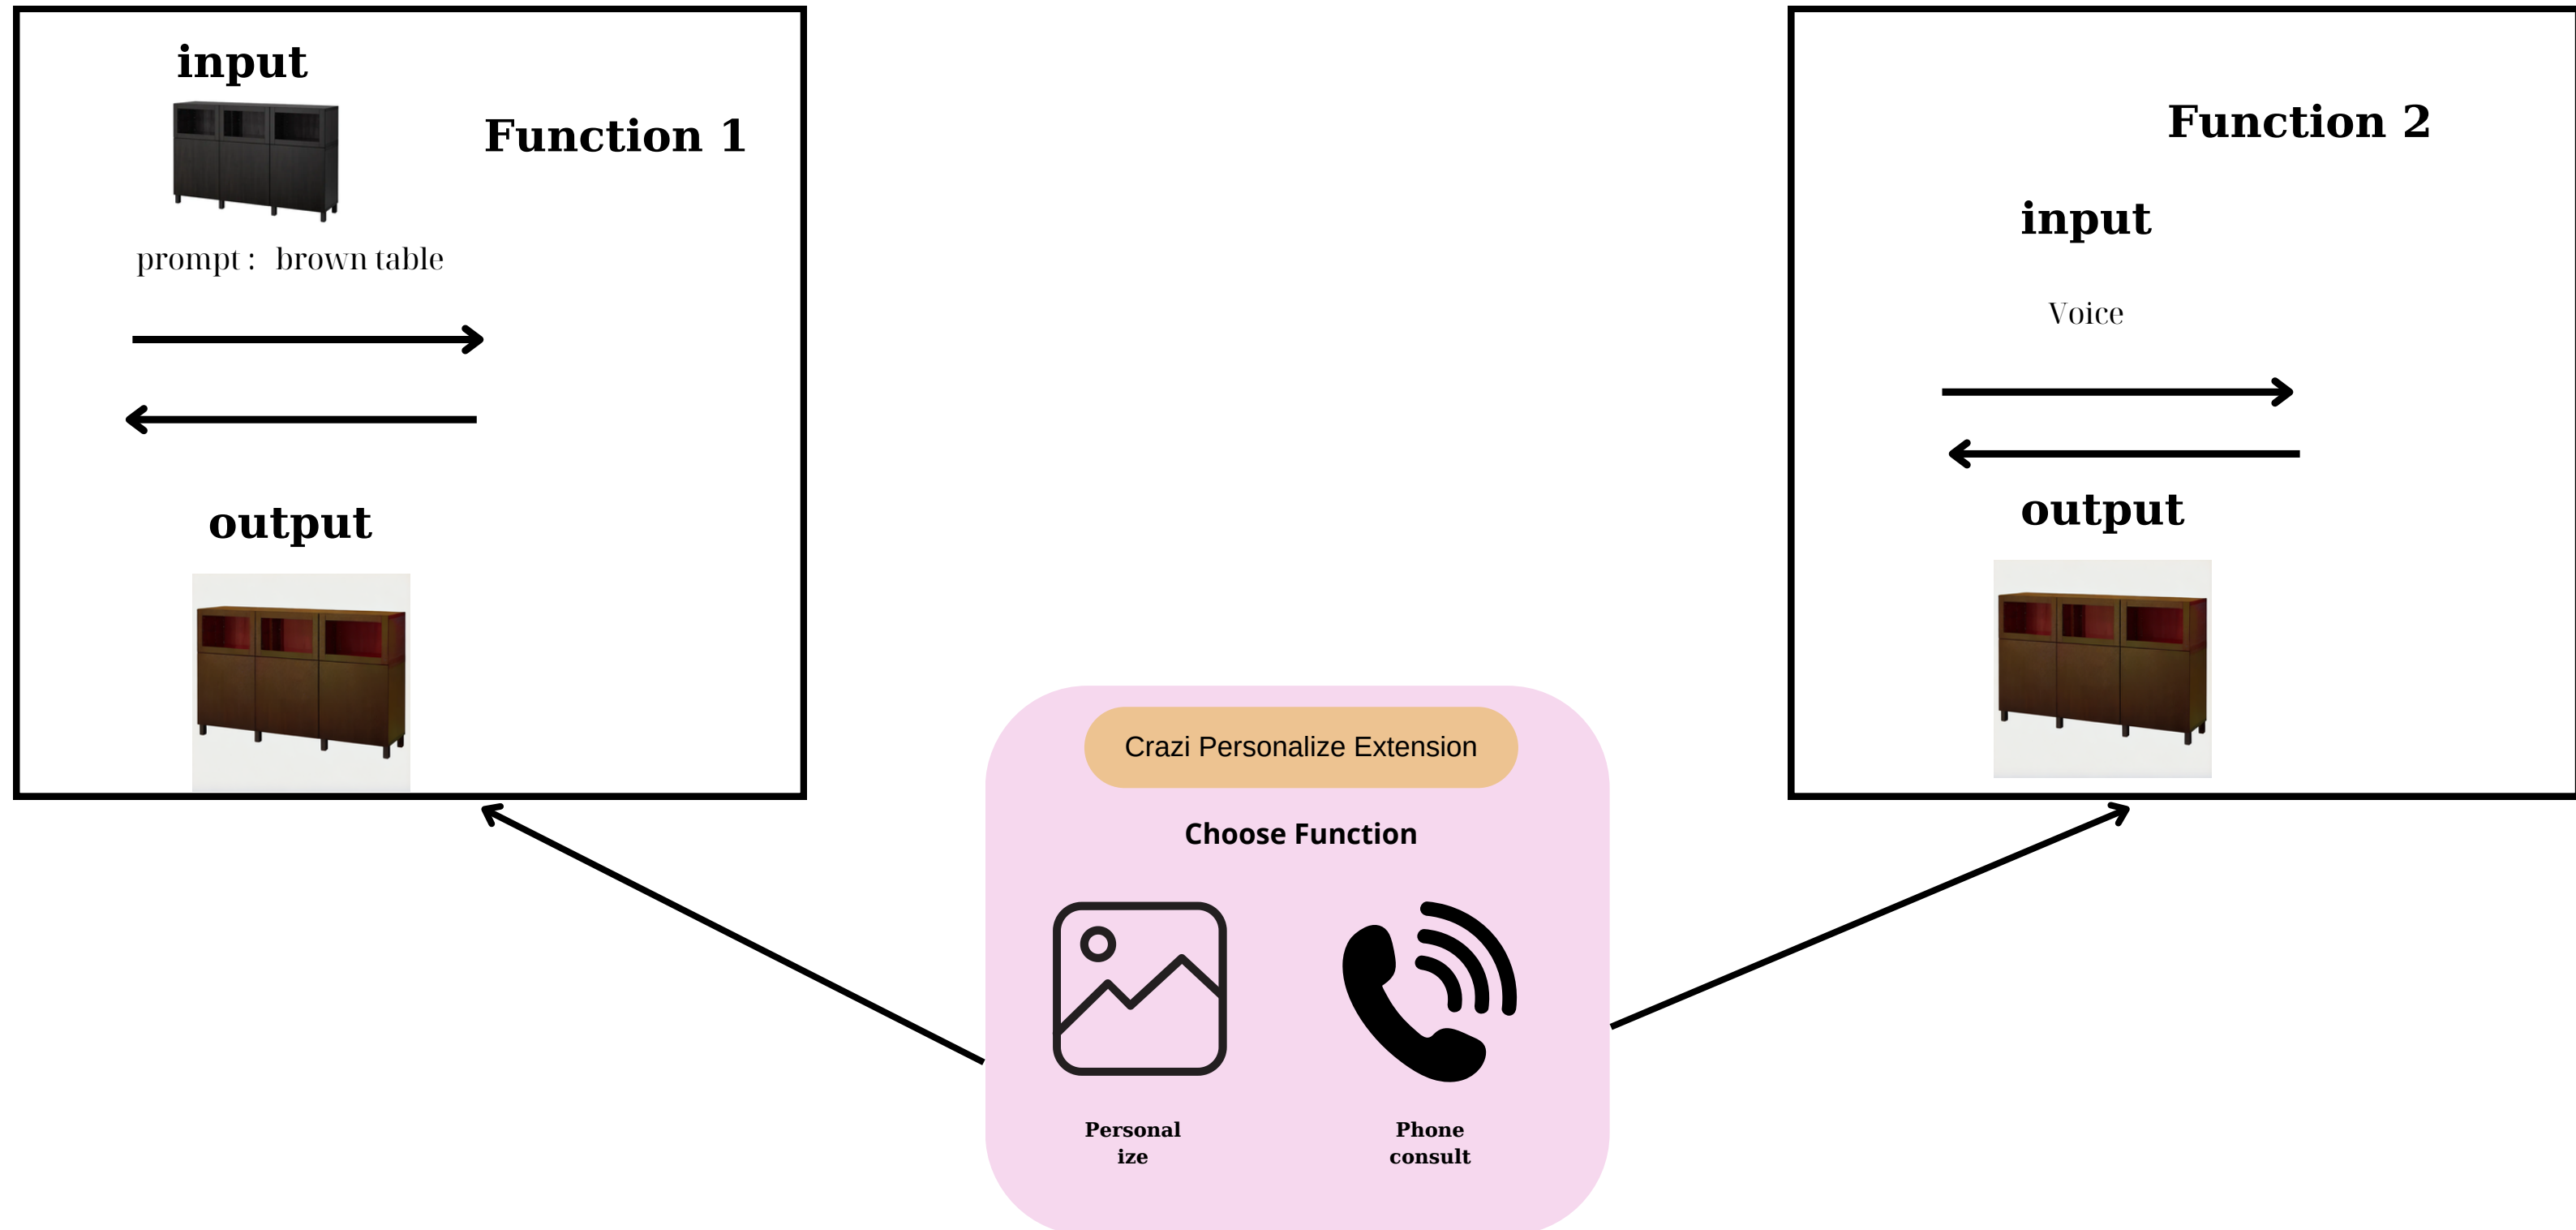 input
Function 1
prompt :  brown table
output
Function 2
input
Voice
output
Crazi Personalize Extension
Choose Function
Personal
ize
Phone
consult